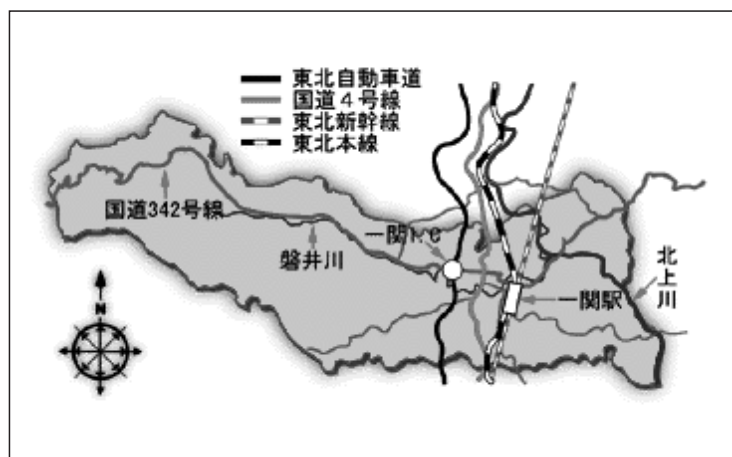 東北自動車道
国道4号線
東北新幹線
東北本線
国道342号線
磐井川
一関I.C
一関駅
北上川
N